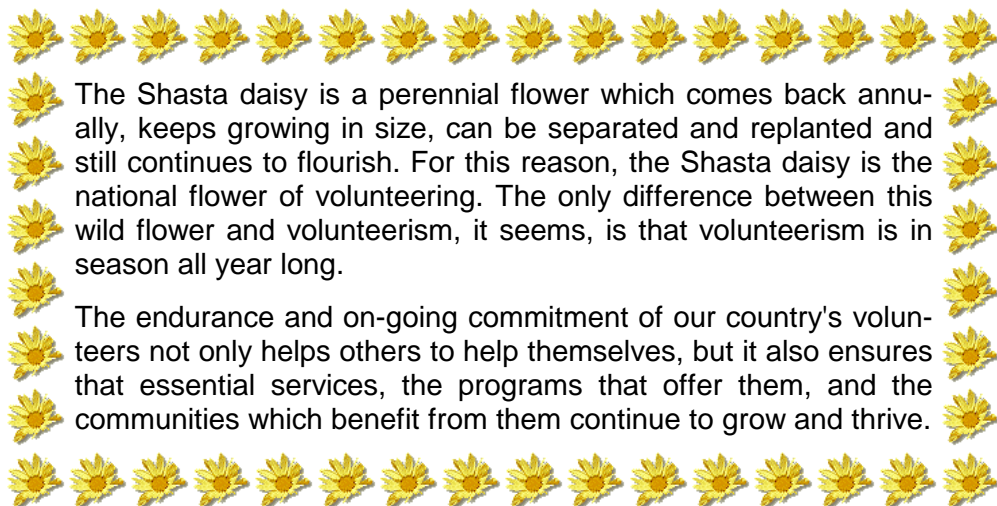 The Shasta daisy is a perennial flower which comes back annu-
ally, keeps growing in size, can be separated and replanted and
still continues to flourish. For this reason, the Shasta daisy is the
national flower of volunteering. The only difference between this
wild flower and volunteerism, it seems, is that volunteerism is in
season all year long.
The endurance and on-going commitment of our country's volun-
teers not only helps others to help themselves, but it also ensures
that essential services, the programs that offer them, and the
communities which benefit from them continue to grow and thrive.